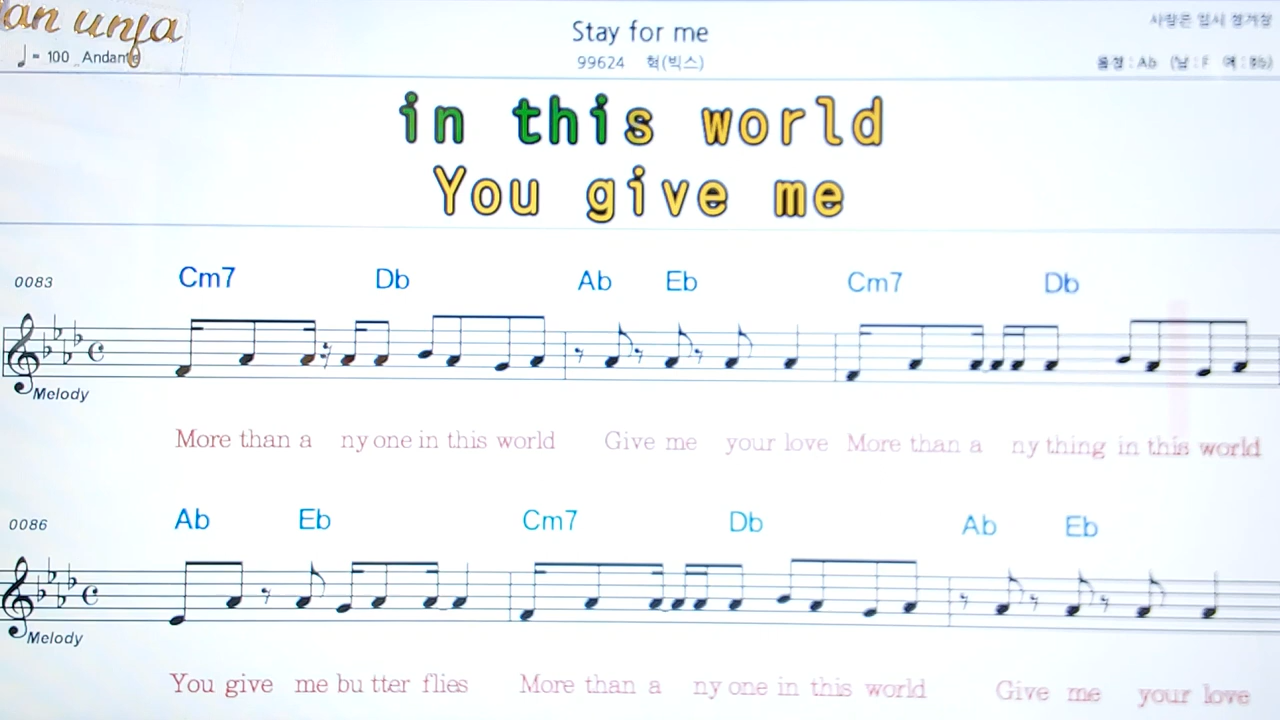 an unfa
Stay for me
♩= 100 Andante
99624 혁(빅스)
in this world
You give me
0083
Cm7 Db Ab Eb Cm7 Db
Melody
More than a ny one in this world Give me your love More than a ny thing in this world
0086
Ab Eb Cm7 Db Ab Eb
Melody
You give me bu tter flies More than a ny one in this world Give me your love